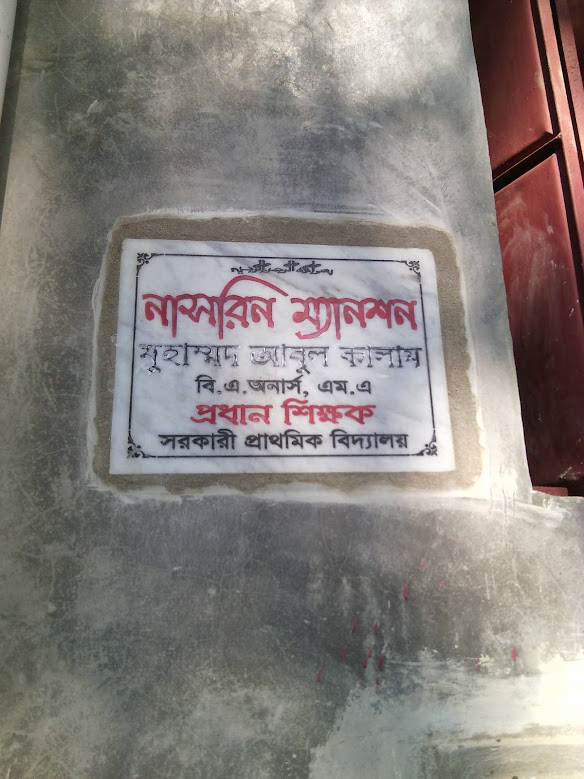 নাসরিন ম্যানশন
মুহাম্মদ আবুল কালাম
বি.এ.অনার্স, এম.এ
প্রধান শিক্ষক
সরকারী প্রাথমিক বিদ্যালয়